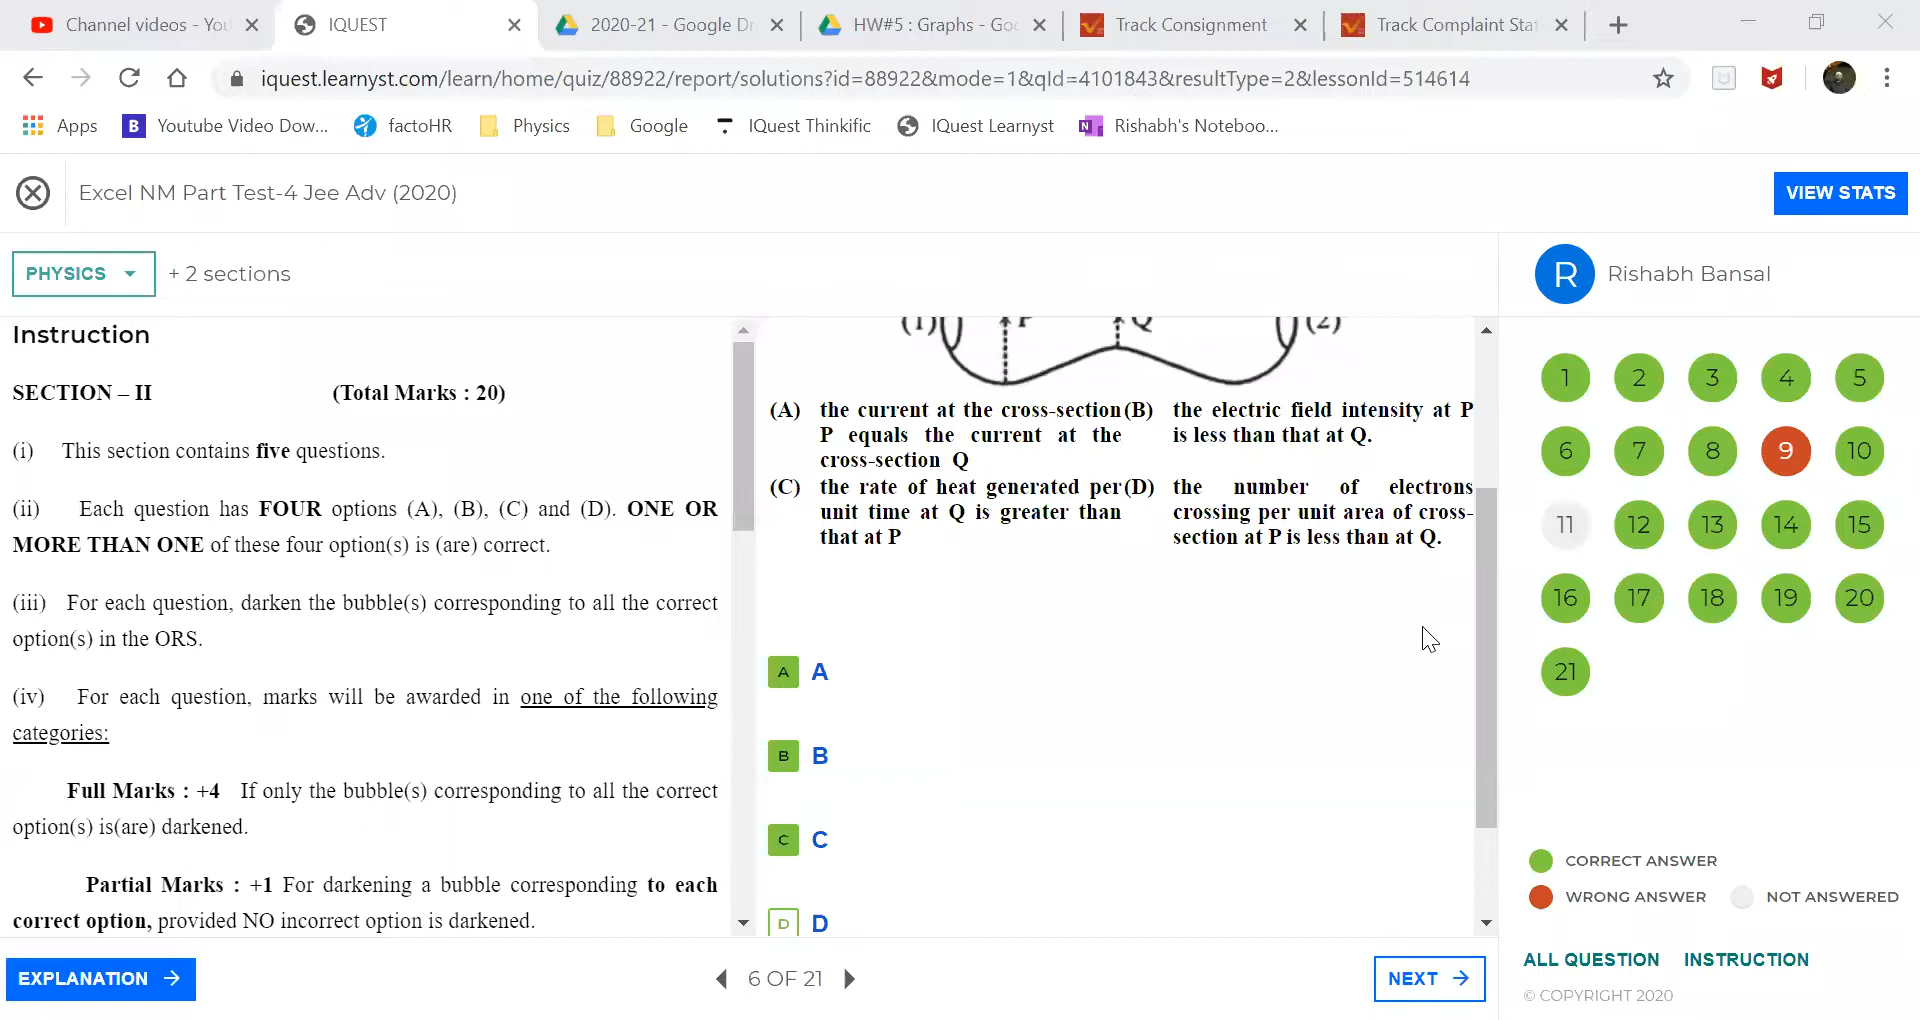 Channel videos - You
IQUEST
2020-21 - Google Dr
HW#5 : Graphs - Goo
Track Consignment
Track Complaint Sta
iquest.learnyst.com/learn/home/quiz/88922/report/solutions?id=88922&mode=1&qId=4101843&resultType=2&lessonId=514614
Apps
B Youtube Video Dow...
factoHR
Physics
Google
IQuest Thinkific
IQuest Learnyst
N Rishabh's Noteboo...
Excel NM Part Test-4 Jee Adv (2020)
VIEW STATS
PHYSICS
+ 2 sections
R Rishabh Bansal
Instruction
SECTION – II (Total Marks : 20)
(i) This section contains five questions.
(ii) Each question has FOUR options (A), (B), (C) and (D). ONE OR
MORE THAN ONE of these four option(s) is (are) correct.
(iii) For each question, darken the bubble(s) corresponding to all the correct
option(s) in the ORS.
(iv) For each question, marks will be awarded in one of the following
categories:
Full Marks : +4 If only the bubble(s) corresponding to all the correct
option(s) is(are) darkened.
Partial Marks : +1 For darkening a bubble corresponding to each
correct option, provided NO incorrect option is darkened.
(1) P Q (2)
(A) the current at the cross-section
P equals the current at the
cross-section Q
(B) the electric field intensity at P
is less than that at Q.
(C) the rate of heat generated per
unit time at Q is greater than
that at P
(D) the number of electrons
crossing per unit area of cross-
section at P is less than at Q.
A A
B B
C C
D D
1 2 3 4 5
6 7 8 9 10
11 12 13 14 15
16 17 18 19 20
21
CORRECT ANSWER
WRONG ANSWER
NOT ANSWERED
EXPLANATION
6 OF 21
NEXT
ALL QUESTION
INSTRUCTION
© COPYRIGHT 2020